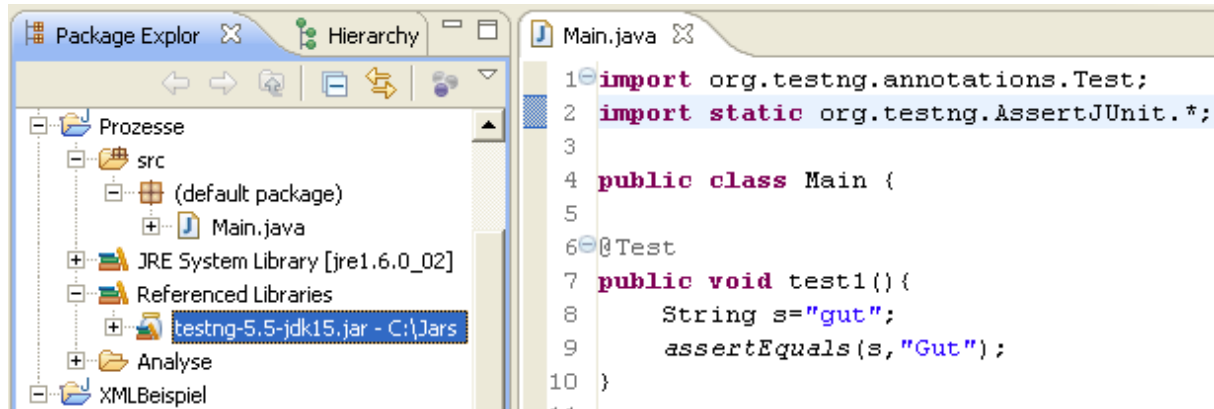 Package Explor
Hierarchy
Prozesse
src
(default package)
Main.java
JRE System Library [jre1.6.0_02]
Referenced Libraries
testng-5.5-jdk15.jar - C:\Jars
Analyse
XMLBeispiel
Main.java
1 import org.testng.annotations.Test;
2 import static org.testng.AssertJUnit.*;
3
4 public class Main {
5
6 @Test
7 public void test1(){
8 String s="gut";
9 assertEquals(s,"Gut");
10 }